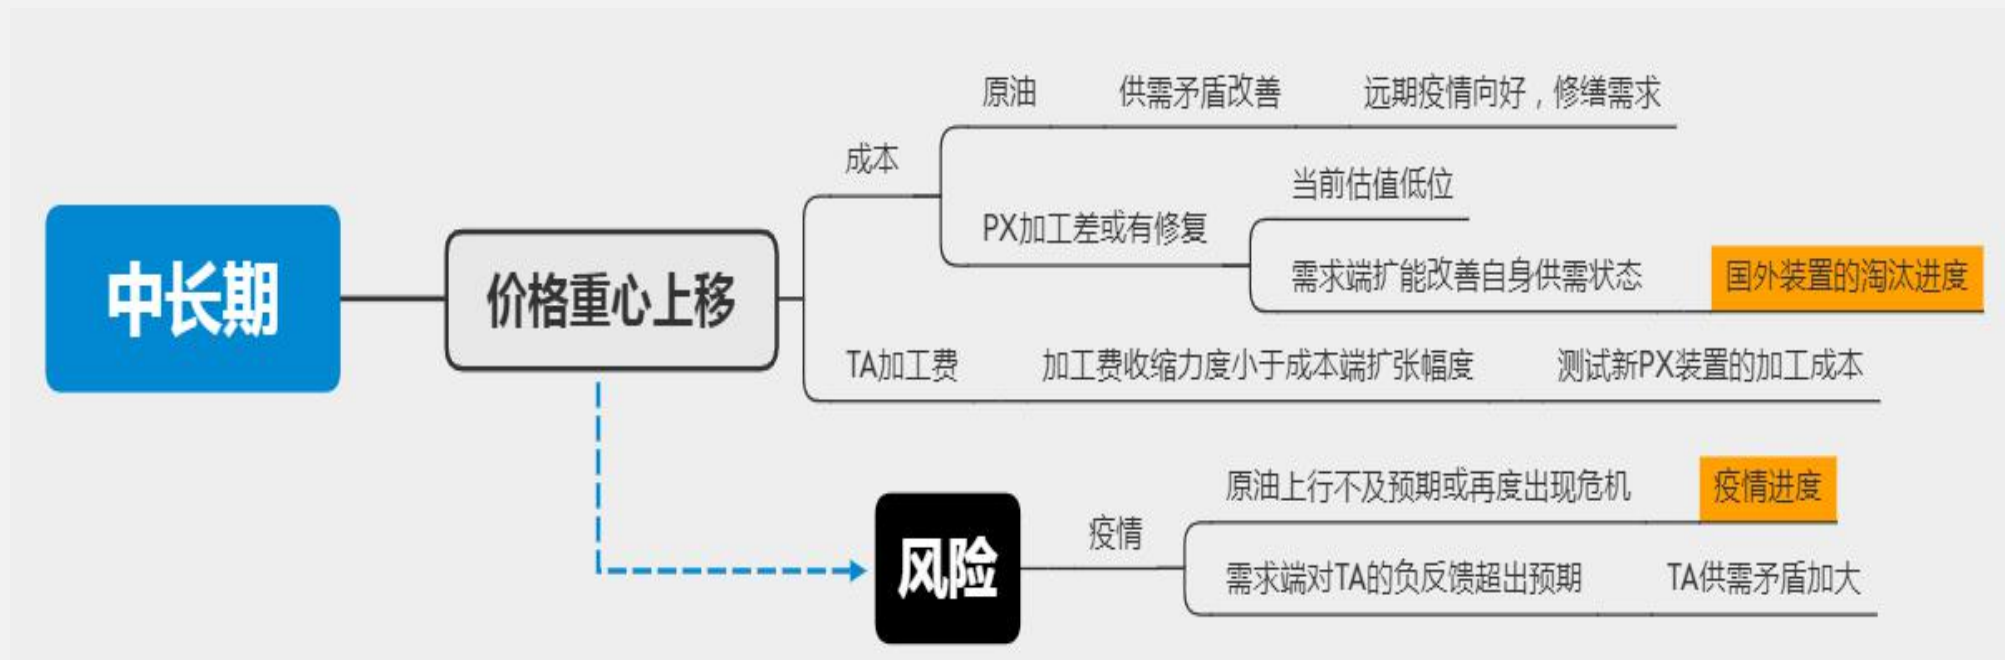 中长期
价格重心上移
成本
原油 供需矛盾改善 远期疫情向好，修缮需求
PX加工差或有修复
当前估值低位
需求端扩能改善自身供需状态 国外装置的淘汰进度
TA加工费 加工费收缩力度小于成本端扩张幅度 测试新PX装置的加工成本
风险
疫情
原油上行不及预期或再度出现危机 疫情进度
需求端对TA的负反馈超出预期 TA供需矛盾加大